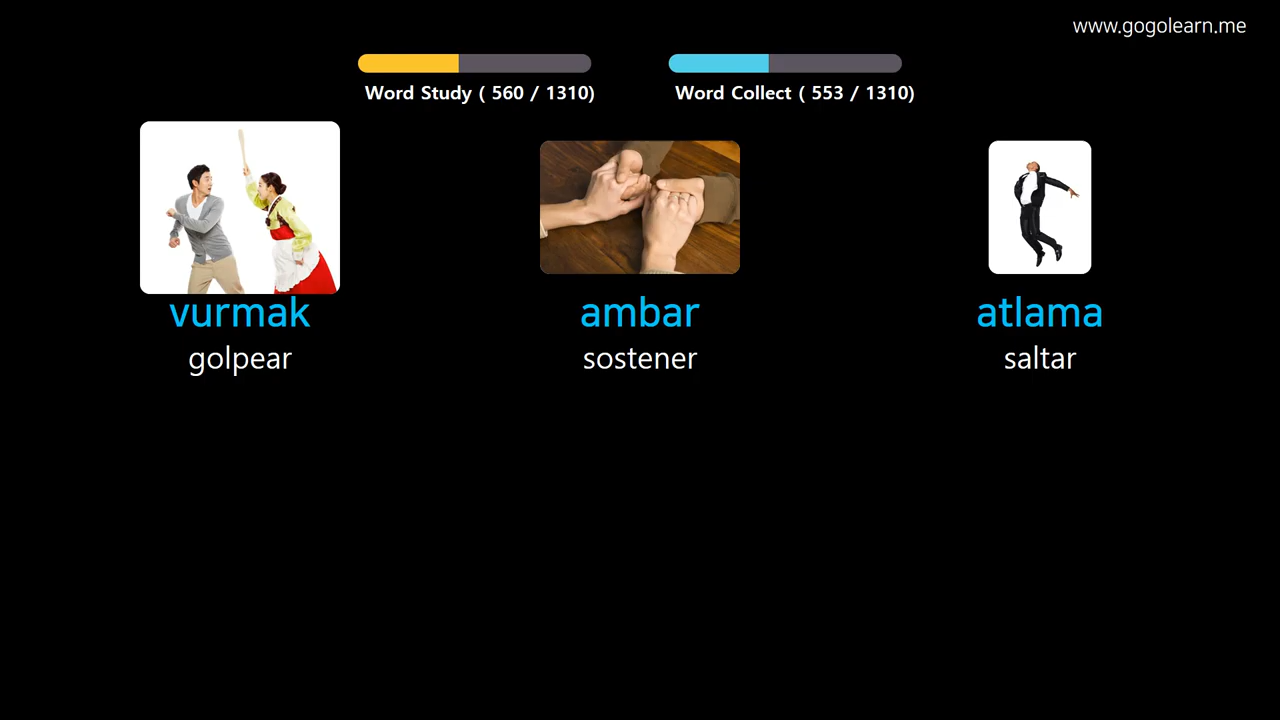 www.gogolearn.me
Word Study ( 560 / 1310)
Word Collect ( 553 / 1310)
vurmak
golpear
ambar
sostener
atlama
saltar